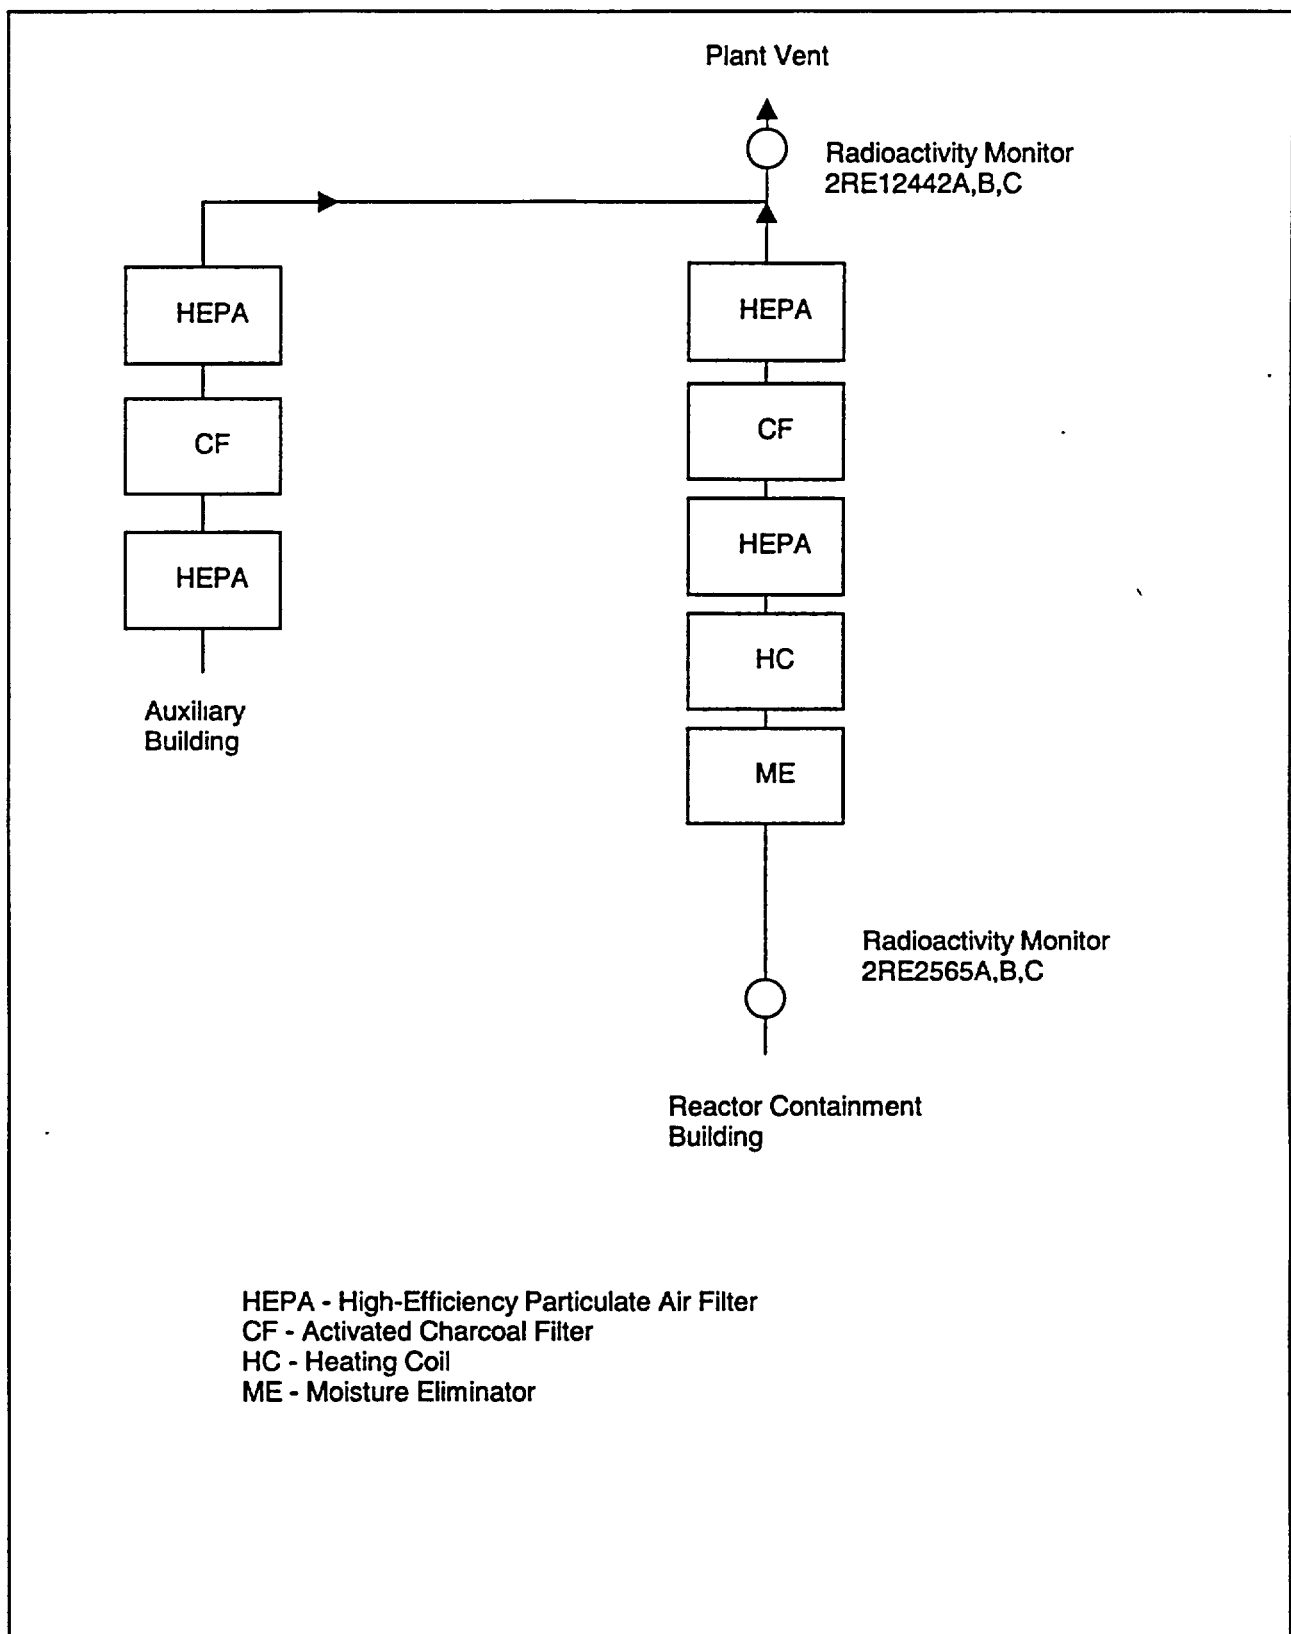 Plant Vent
Radioactivity Monitor
2RE12442A,B,C
HEPA
HEPA
CF
CF
HEPA
HEPA
HC
ME
Auxiliary
Building
Radioactivity Monitor
2RE2565A,B,C
Reactor Containment
Building
HEPA - High-Efficiency Particulate Air Filter
CF - Activated Charcoal Filter
HC - Heating Coil
ME - Moisture Eliminator